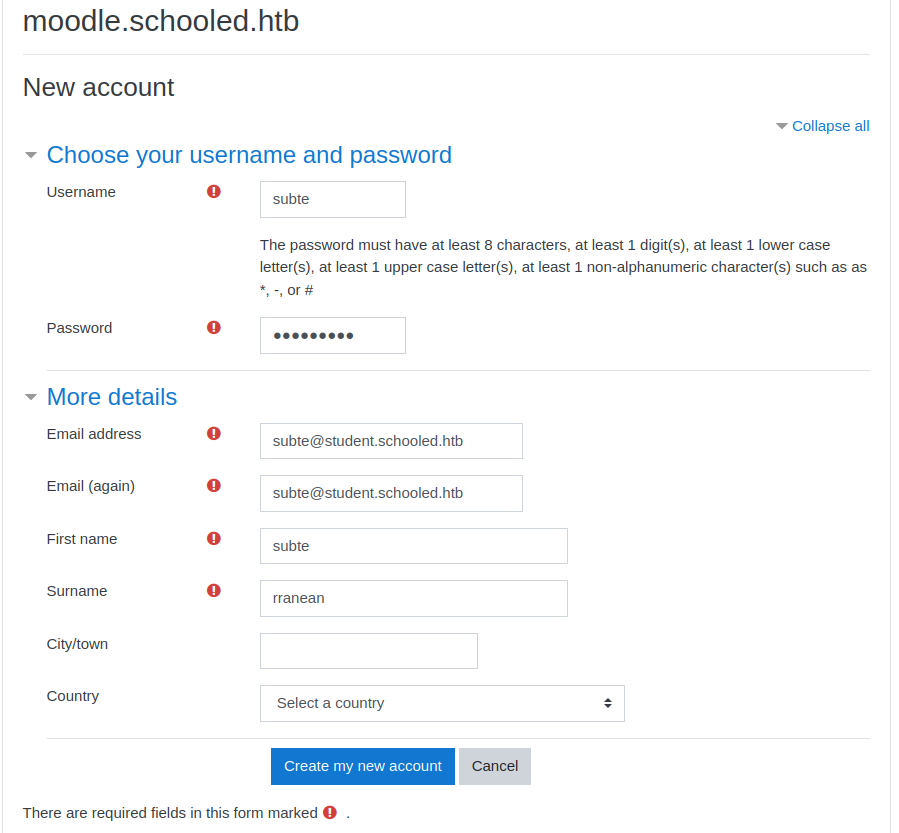 moodle.schooled.htb
New account
Collapse all
Choose your username and password
Username
subte
The password must have at least 8 characters, at least 1 digit(s), at least 1 lower case
letter(s), at least 1 upper case letter(s), at least 1 non-alphanumeric character(s) such as as
*, -, or #
Password
●●●●●●●●●
More details
Email address
subte@student.schooled.htb
Email (again)
subte@student.schooled.htb
First name
subte
Surname
rranean
City/town
Country
Select a country
Create my new account
Cancel
There are required fields in this form marked .